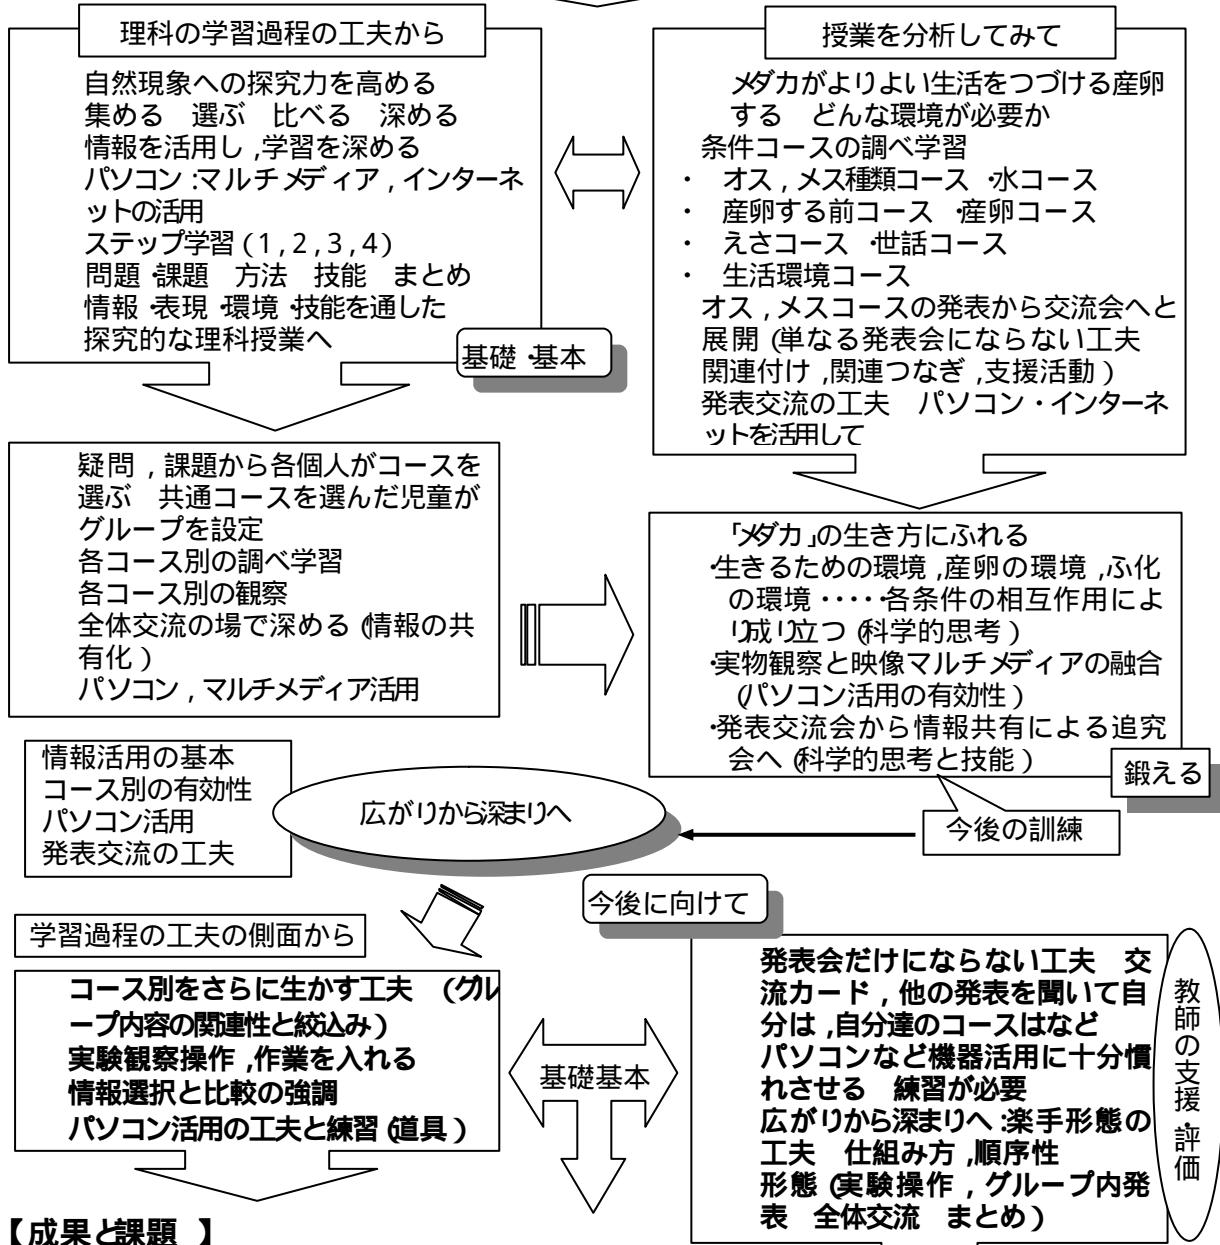 理科の学習過程の工夫から
自然現象への探究力を高める
集める　選ぶ　比べる　深める
情報を活用し，学習を深める
パソコン：マルチメディア，インターネ
ットの活用
ステップ学習（１，２，３，４）
問題・課題　方法　技能　まとめ
情報・表現・環境・技能を通した
探究的な理科授業へ
基礎・基本
授業を分析してみて
メダカがよりよい生活をつづける産卵
する　どんな環境が必要か
条件コースの調べ学習
・　オス，メス種類コース　・水コース
・　産卵する前コース　・産卵コース
・　えさコース　・世話コース
・　生活環境コース
オス，メスコースの発表から交流会へと
展開（単なる発表会にならない工夫
関連付け，関連つなぎ，支援活動）
発表交流の工夫　パソコン・インターネ
ットを活用して
疑問，課題から各個人がコースを
選ぶ　共通コースを選んだ児童が
グループを設定
各コース別の調べ学習
各コース別の観察
全体交流の場で深める（情報の共
有化）
パソコン，マルチメディア活用
「メダカ」の生き方にふれる
・生きるための環境，産卵の環境，ふ化
の環境・・・・・各条件の相互作用によ
り成り立つ（科学的思考）
・実物観察と映像マルチメディアの融合
（パソコン活用の有効性）
・発表交流会から情報共有による追究
会へ（科学的思考と技能）
鍛える
情報活用の基本
コース別の有効性
パソコン活用
発表交流の工夫
広がりから深まりへ
今後の訓練
今後に向けて
学習過程の工夫の側面から
コース別をさらに生かす工夫　（グル
ープ内容の関連性と絞込み）
実験観察操作，作業を入れる
情報選択と比較の強調
パソコン活用の工夫と練習（道具）
基礎基本
発表会だけにならない工夫　交
流カード，他の発表を聞いて自
分は，自分達のコースはなど
パソコンなど機器活用に十分慣
れさせる　練習が必要
広がりから深まりへ：楽手形態の
工夫　仕組み方，順序性
形態（実験操作，グループ内発
表　全体交流　まとめ）
教師の支援・評価
【成果と課題　】